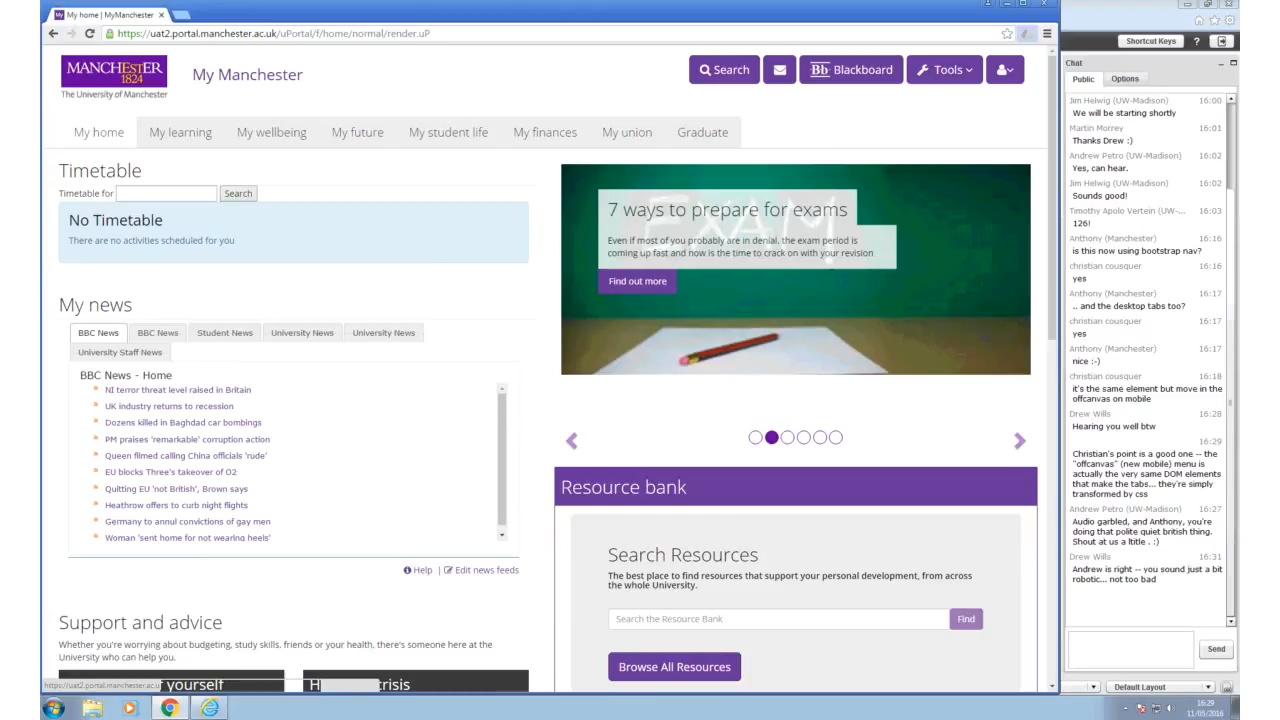 My home | MyManchester
https://uat2.portal.manchester.ac.uk/uPortal/f/home/normal/render.uP
MANCHESTER
1824
The University of Manchester
My Manchester
Search
Bb Blackboard
Tools
My home
My learning
My wellbeing
My future
My student life
My finances
My union
Graduate
Timetable
Timetable for
Search
No Timetable
There are no activities scheduled for you
My news
BBC News
BBC News
Student News
University News
University News
University Staff News
BBC News - Home
NI terror threat level raised in Britain
UK industry returns to recession
Dozens killed in Baghdad car bombings
PM praises 'remarkable' corruption action
Queen filmed calling China officials 'rude'
EU blocks Three's takeover of O2
Quitting EU 'not British', Brown says
Heathrow offers to curb night flights
Germany to annul convictions of gay men
Woman 'sent home for not wearing heels'
Help | Edit news feeds
Support and advice
Whether you're worrying about budgeting, study skills, friends or your health, there's someone here at the
University who can help you.
yourself
crisis
https://uat2.portal.manchester.ac.u
EXAM
7 ways to prepare for exams
Even if most of you probably are in denial, the exam period is
coming up fast and now is the time to crack on with your revision
Find out more
Resource bank
Search Resources
The best place to find resources that support your personal development, from across
the whole University.
Search the Resource Bank
Find
Browse All Resources
Shortcut Keys
?
Chat
Public
Options
Jim Helwig (UW-Madison) 16:00
We will be starting shortly
Martin Morrey 16:01
Thanks Drew :)
Andrew Petro (UW-Madison) 16:02
Yes, can hear.
Jim Helwig (UW-Madison) 16:02
Sounds good!
Timothy Apolo Vertein (UW-... 16:03
126!
Anthony (Manchester) 16:16
is this now using bootstrap nav?
christian cousquer 16:16
yes
Anthony (Manchester) 16:17
.. and the desktop tabs too?
christian cousquer 16:17
yes
Anthony (Manchester) 16:17
nice :-)
christian cousquer 16:18
it's the same element but move in the
offcanvas on mobile
Drew Wills 16:28
Hearing you well btw
16:29
Christian's point is a good one -- the
"offcanvas" (new mobile) menu is
actually the very same DOM elements
that make the tabs... they're simply
transformed by css
Andrew Petro (UW-Madison) 16:27
Audio garbled, and Anthony, you're
doing that polite quiet british thing.
Shout at us a ltitle . :)
Drew Wills 16:31
Andrew is right -- you sound just a bit
robotic... not too bad
Send
Default Layout
16:29
11/05/2016